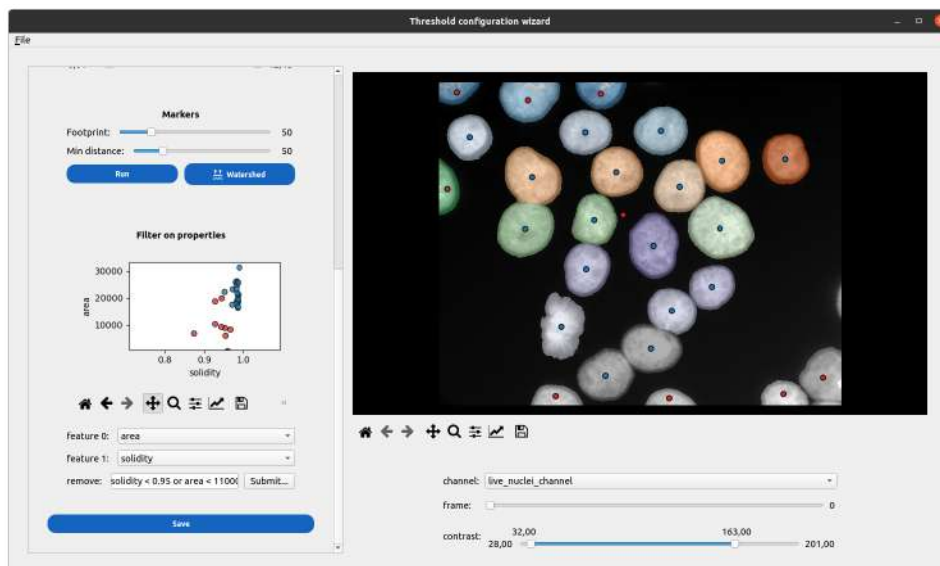 Threshold configuration wizard
File
Markers
Footprint: 50
Min distance: 50
Run Watershed
Filter on properties
30000
20000
10000
area
0.8 0.9 1.0
solidity
feature 0: area
feature 1: solidity
remove: solidity < 0.95 or area < 1100 Submit...
Save
channel: live_nuclei_channel
frame: 0
contrast: 32,00 163,00
28,00 201,00